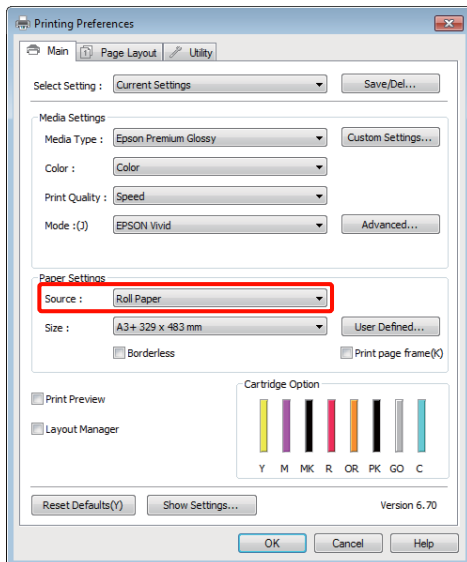 Printing Preferences
Main Page Layout Utility
Select Setting : Current Settings Save/Del...
Media Settings
Media Type : Epson Premium Glossy Custom Settings...
Color : Color
Print Quality : Speed
Mode :(J) EPSON Vivid Advanced...
Paper Settings
Source : Roll Paper
Size : A3+ 329 x 483 mm User Defined...
Borderless Print page frame(K)
Cartridge Option
Print Preview
Layout Manager
Y M MK R OR PK GO C
Reset Defaults(Y) Show Settings... Version 6.70
OK Cancel Help